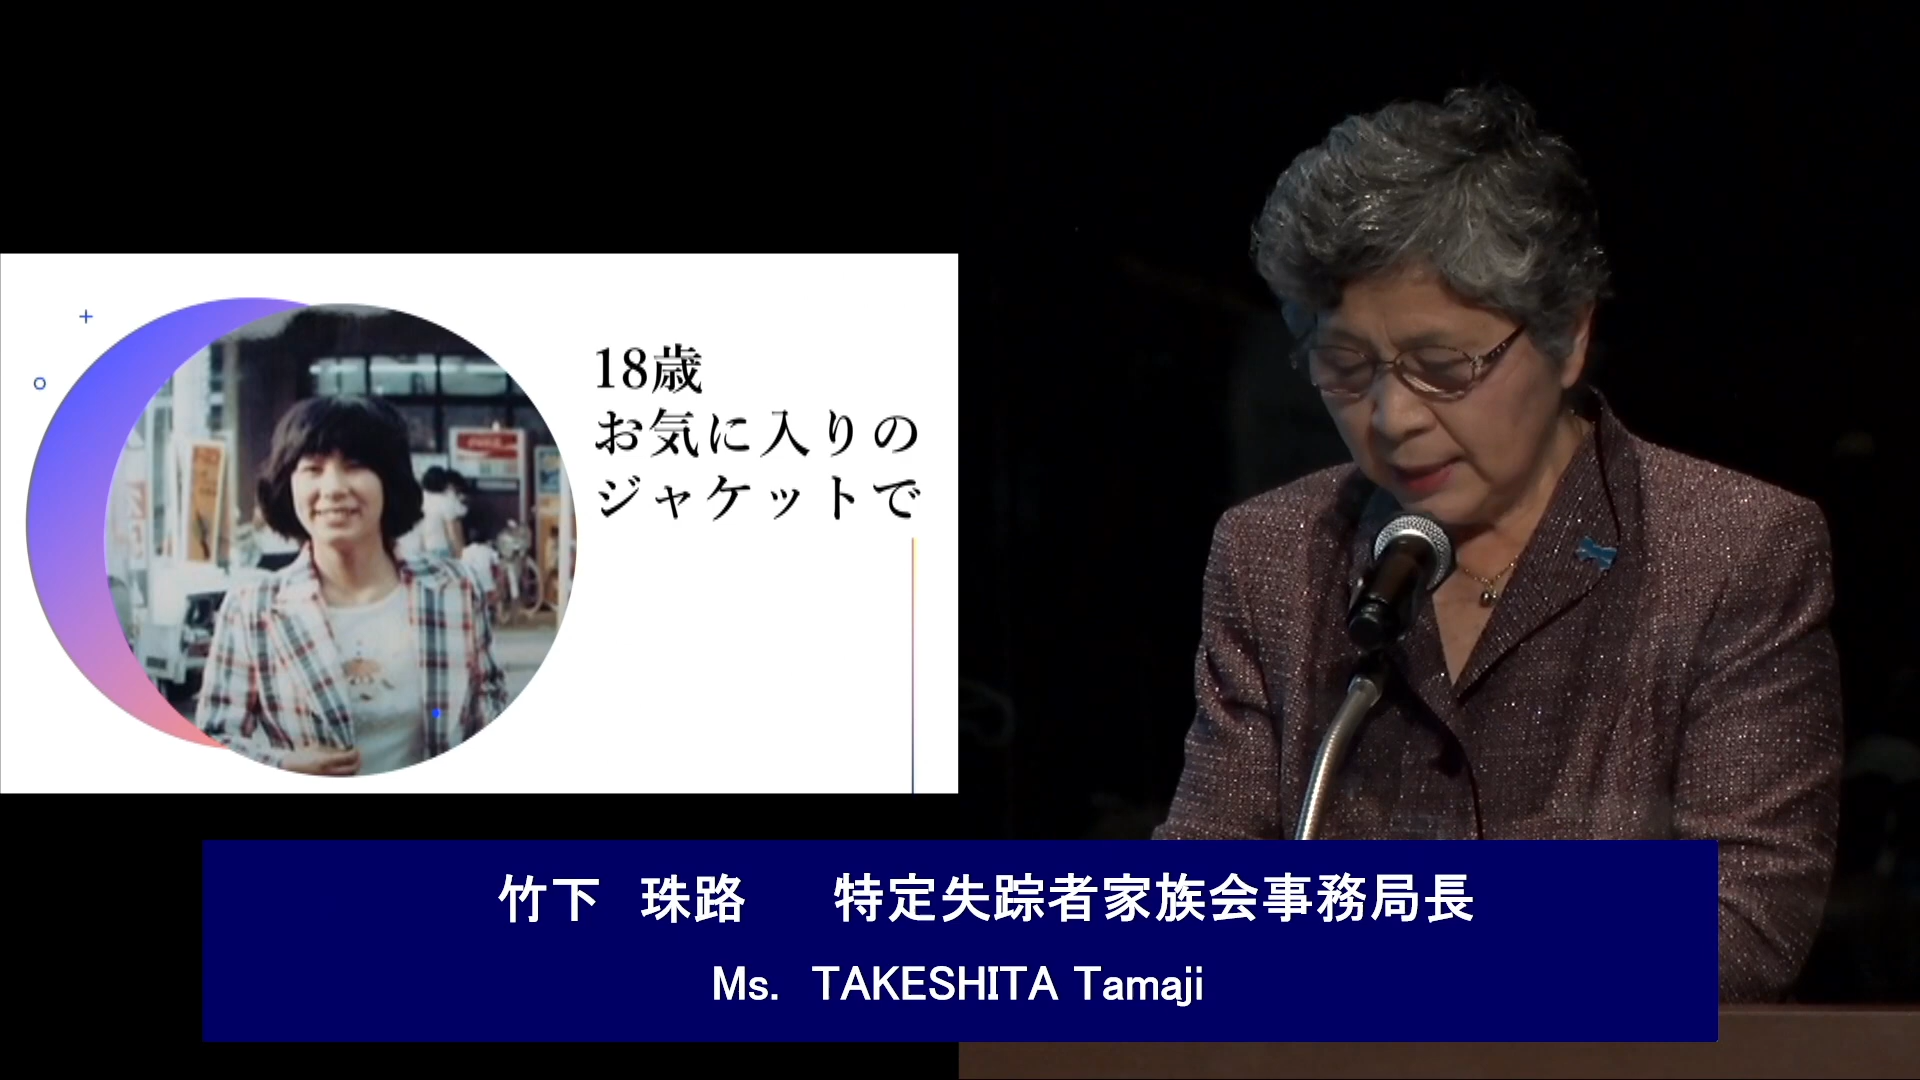 18歳
お気に入りの
ジャケットで
竹下 珠路 特定失踪者家族会事務局長
Ms. TAKESHITA Tamaji